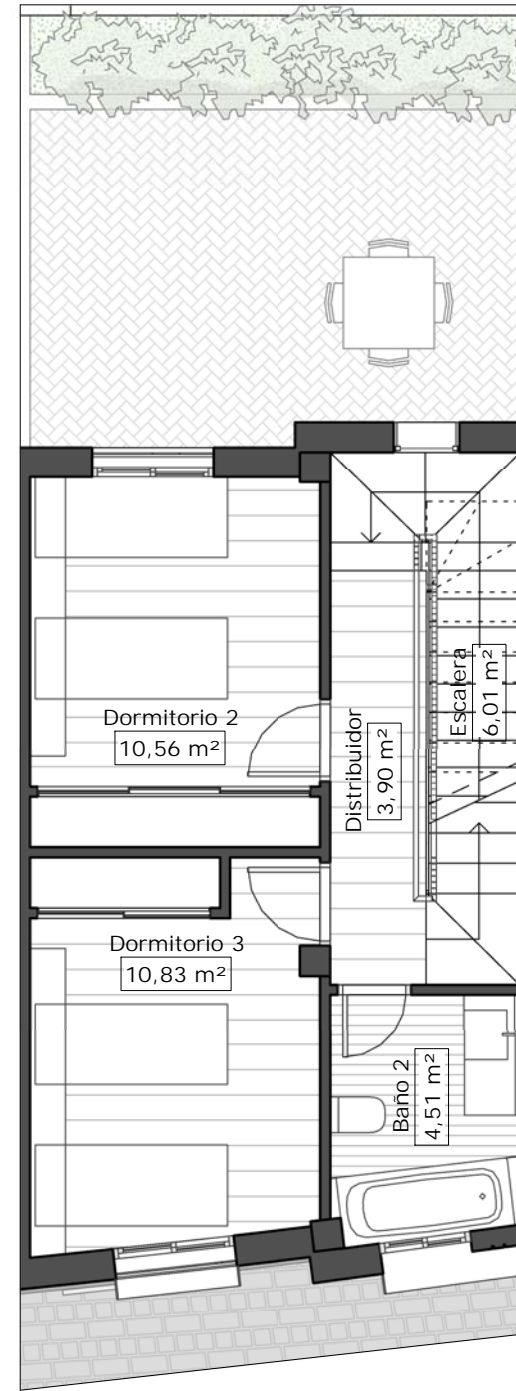 Dormitorio 2
10,56 m²
Distribuidor
3,90 m²
Escalera
6,01 m²
Dormitorio 3
10,83 m²
Baño 2
4,51 m²